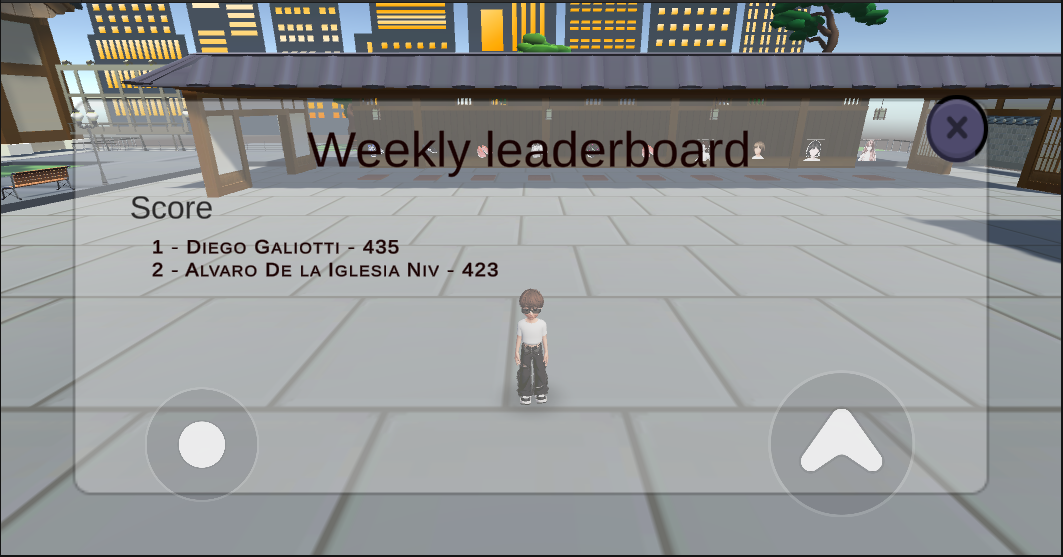 Weekly leaderboard
Score
1 - Diego Galiotti - 435
2 - Alvaro De la Iglesia Niv - 423